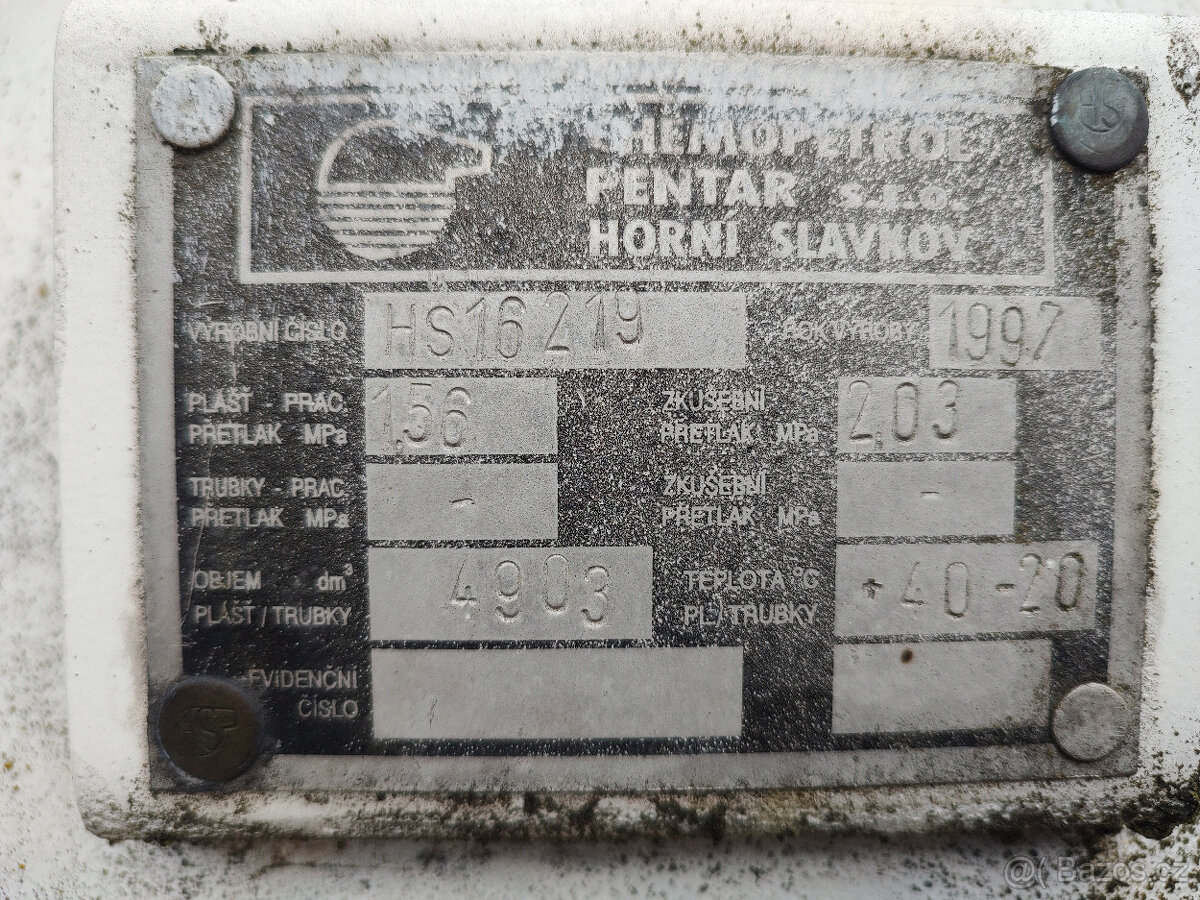 CHEMOPETROL
PENTAR s.r.o.
HORNÍ SLAVKOV
VÝROBNÍ ČÍSLO HS16219 ROK VÝROBY 1997
PLÁŠŤ - PRAC. PŘETLAK MPa 1,56 ZKUŠEBNÍ PŘETLAK MPa 2,03
TRUBKY - PRAC. PŘETLAK MPa - ZKUŠEBNÍ PŘETLAK MPa -
OBJEM dm³ PLÁŠŤ / TRUBKY 4903 TEPLOTA °C PL / TRUBKY +40 -20
EVIDENČNÍ
ČÍSLO
HS
HS
Bazos.cz